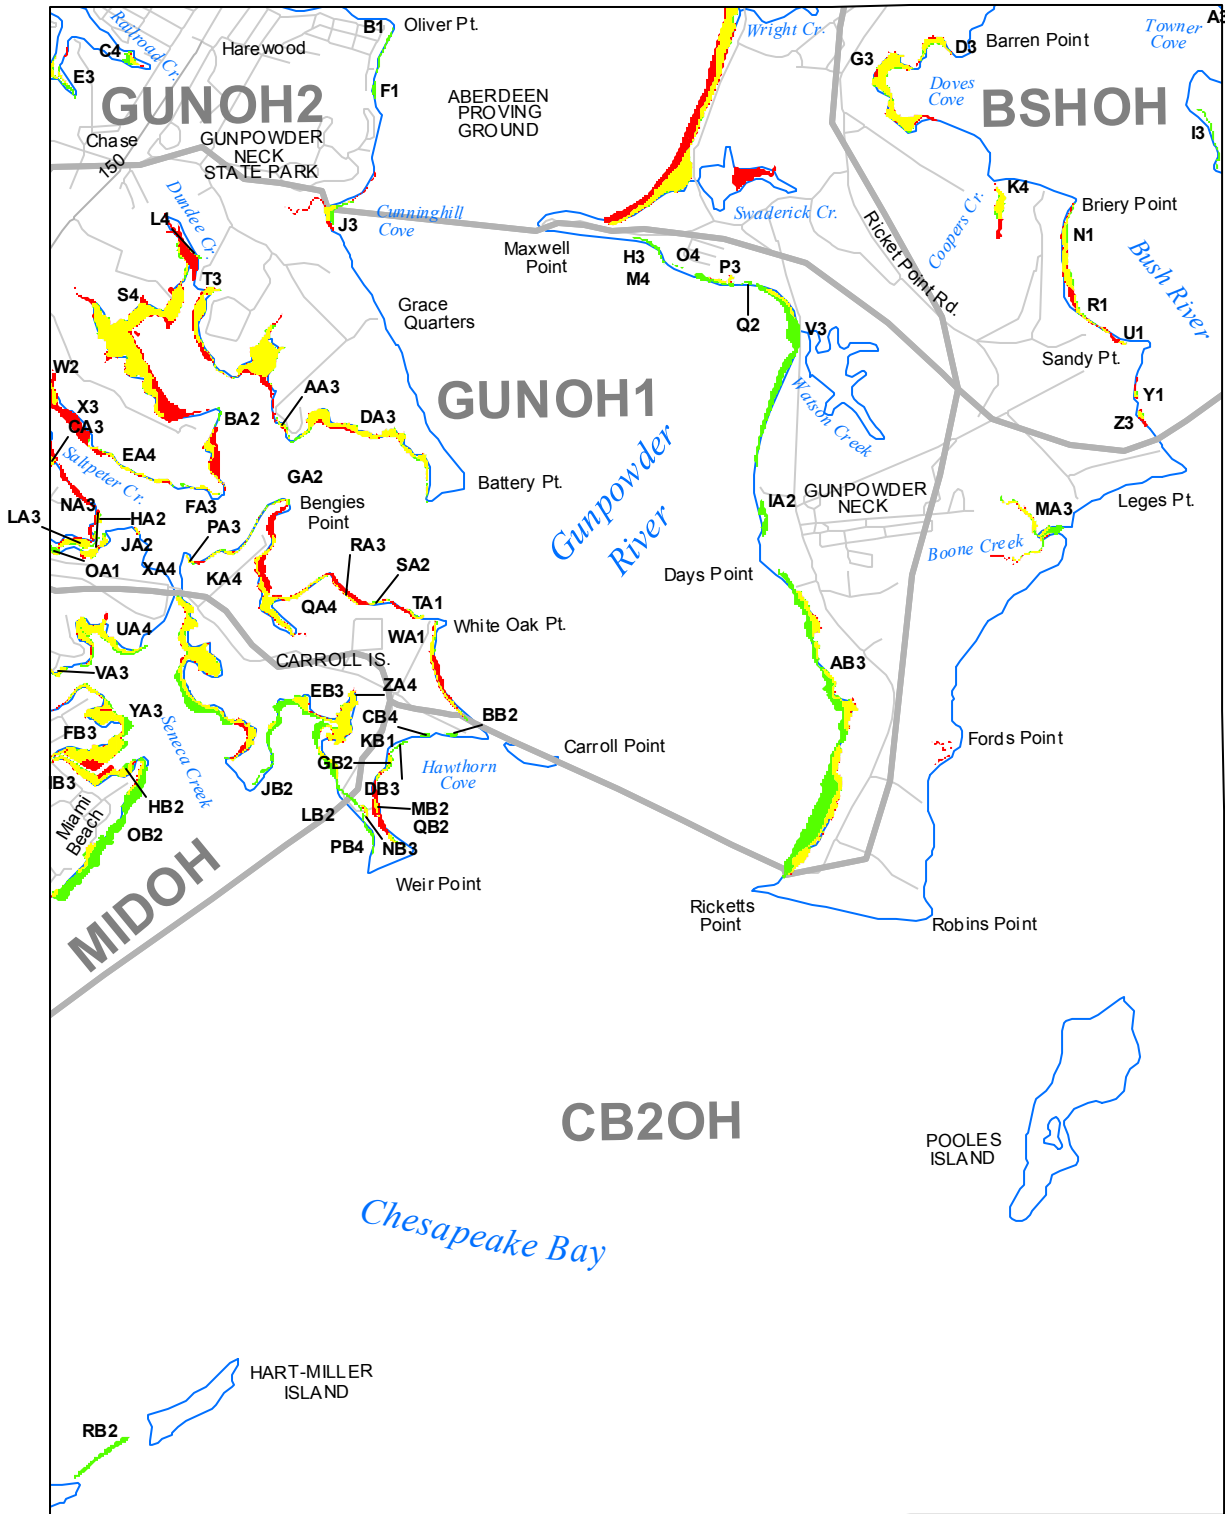 A3
B1
Oliver Pt.
Wright Cr.
Towner
Cove
Railroad Cr.
C4
Harewood
G3
D3
Barren Point
E3
F1
GUNOH2
ABERDEEN
PROVING
GROUND
Doves
Cove
BSHOH
I3
Chase
150
GUNPOWDER
NECK
STATE PARK
Dundee Cr.
L4
J3
Cunninghill
Cove
Swaderick Cr.
K4
Coopers Cr.
Briery Point
N1
Bush River
Maxwell
Point
H3
M4
O4
P3
Q2
Ricket Point Rd.
T3
S4
Grace
Quarters
V3
R1
U1
Sandy Pt.
W2
X3
CA3
AA3
DA3
BA2
GUNOH1
Watson Creek
Y1
Z3
EA4
Saltpeter Cr.
GA2
Battery Pt.
Gunpowder
River
IA2
GUNPOWDER
NECK
Leges Pt.
NA3
LA3
HA2
FA3
PA3
Bengies
Point
MA3
JA2
OA1
XA4
KA4
RA3
SA2
Boone Creek
Days Point
QA4
TA1
UA4
WA1
White Oak Pt.
VA3
CARROLL IS.
AB3
YA3
EB3
ZA4
FB3
Seneca Creek
CB4
BB2
KB1
GB2
Carroll Point
Fords Point
Hawthorn
Cove
IB3
HB2
JB2
DB3
Miami
Beach
OB2
LB2
MB2
QB2
PB4
NB3
MIDOH
Weir Point
Ricketts
Point
Robins Point
CB2OH
POOLES
ISLAND
Chesapeake Bay
HART-MILLER
ISLAND
RB2